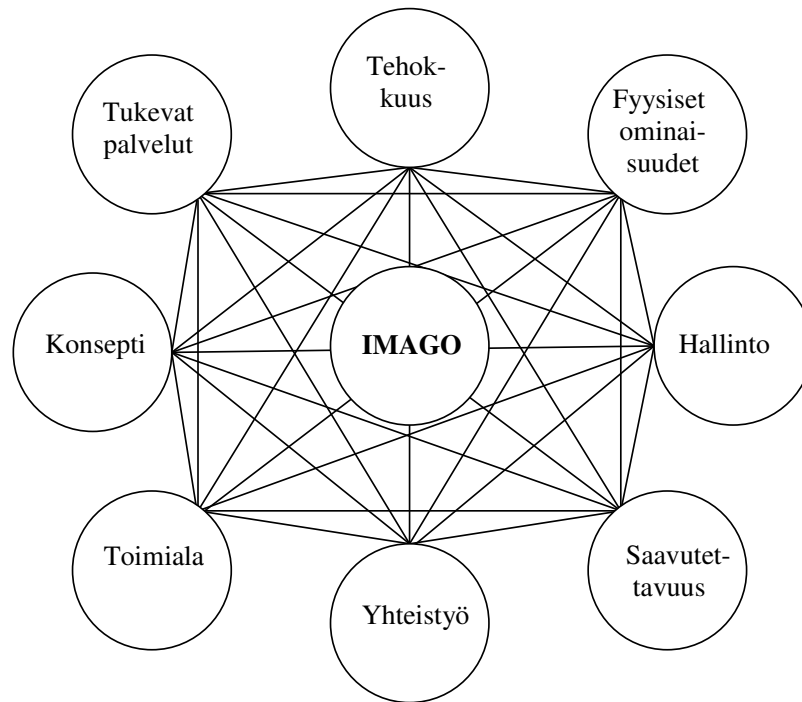 Tehok-
kuus
Tukevat
palvelut
Fyysiset
ominai-
suudet
Konsepti
IMAGO
Hallinto
Toimiala
Yhteistyö
Saavutet-
tavuus